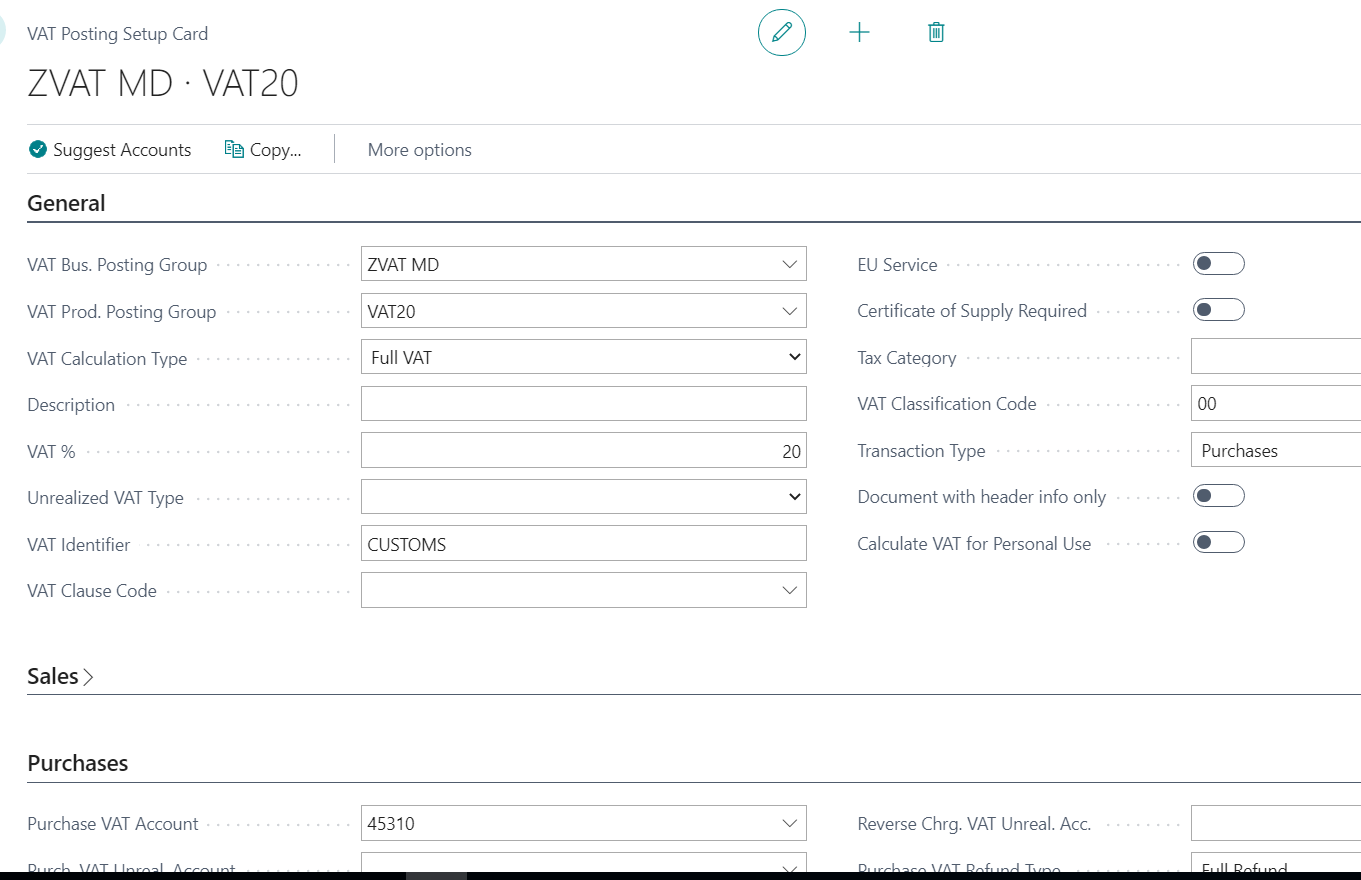 VAT Posting Setup Card
ZVAT MD · VAT20
Suggest Accounts Copy... More options
General
VAT Bus. Posting Group ZVAT MD EU Service
VAT Prod. Posting Group VAT20 Certificate of Supply Required
VAT Calculation Type Full VAT Tax Category
Description VAT Classification Code 00
VAT % 20 Transaction Type Purchases
Unrealized VAT Type Document with header info only
VAT Identifier CUSTOMS Calculate VAT for Personal Use
VAT Clause Code
Sales
Purchases
Purchase VAT Account 45310 Reverse Chrg. VAT Unreal. Acc.
Purch. VAT Unreal. Account Purchase VAT Refund Type Full Refund